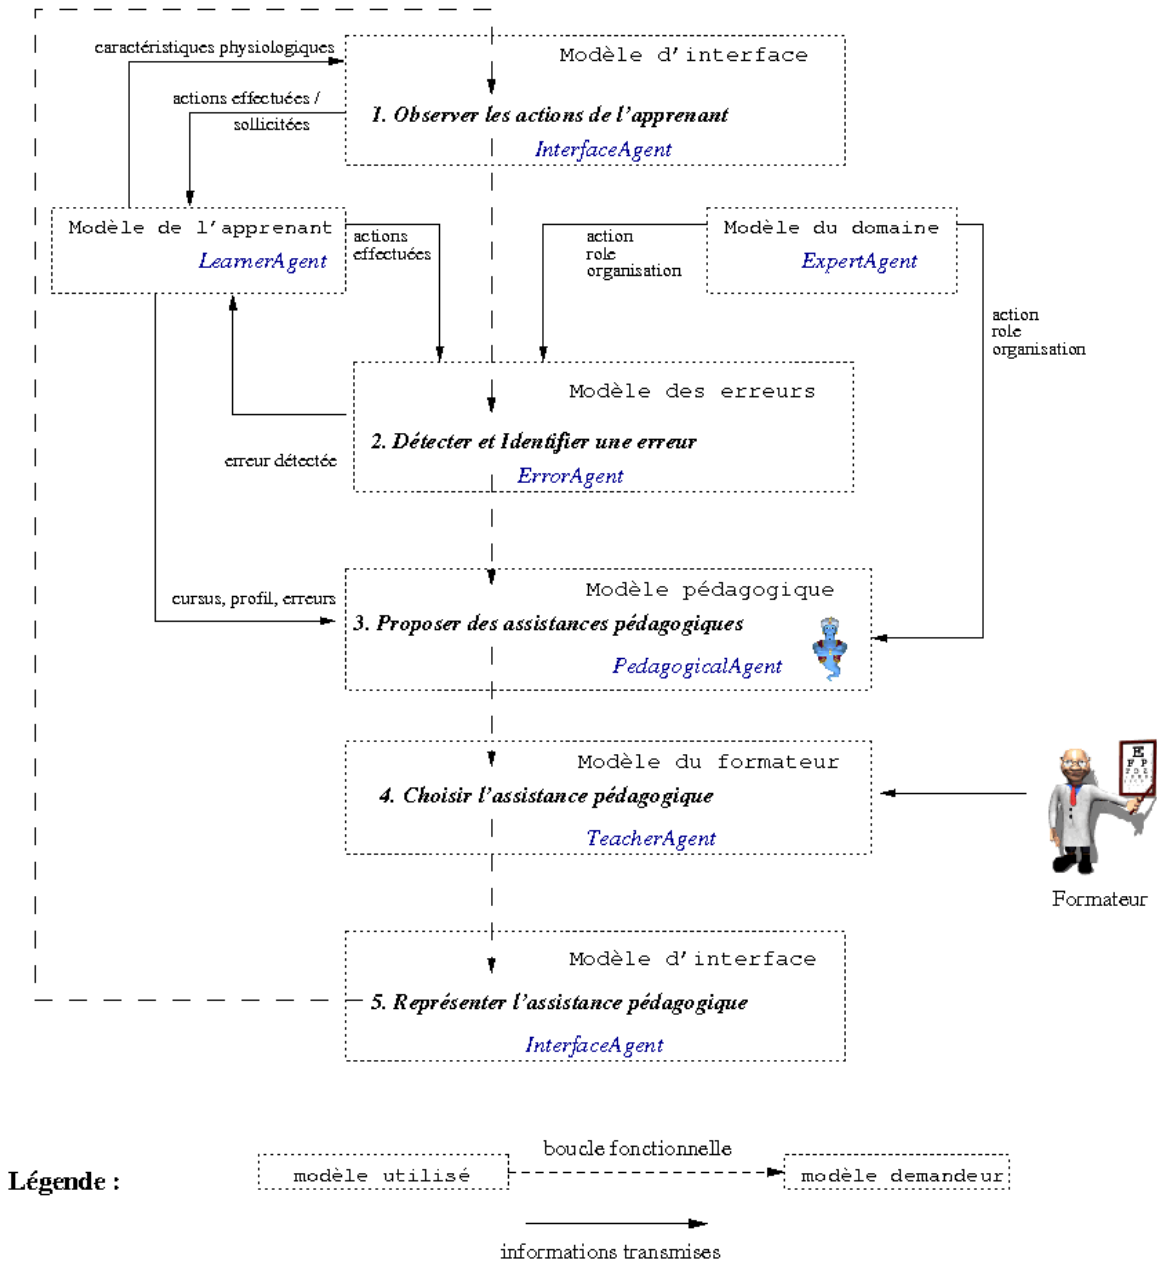 caractéristiques physiologiques
Modèle d'interface
actions effectuées /
sollicitées
1. Observer les actions de l'apprenant
InterfaceAgent
Modèle de l'apprenant
LearnerAgent
actions
effectuées
action
role
organisation
Modèle du domaine
ExpertAgent
action
role
organisation
Modèle des erreurs
2. Détecter et Identifier une erreur
ErrorAgent
erreur détectée
Modèle pédagogique
cursus, profil, erreurs
3. Proposer des assistances pédagogiques
PedagogicalAgent
Modèle du formateur
4. Choisir l'assistance pédagogique
TeacherAgent
E
F P
Formateur
Modèle d'interface
5. Représenter l'assistance pédagogique
InterfaceAgent
Légende :
modèle utilisé
boucle fonctionnelle
modèle demandeur
informations transmises